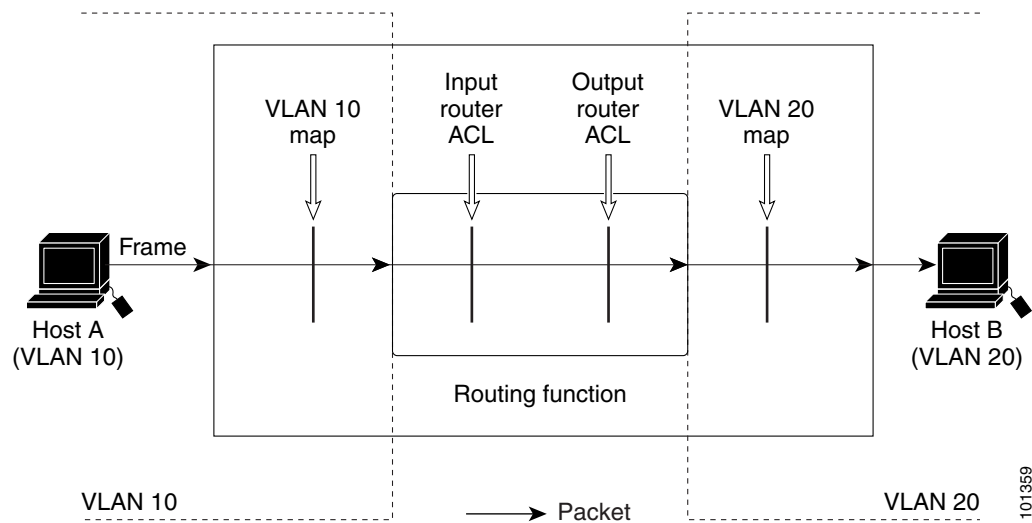 VLAN 10
map
Input
router
ACL
Output
router
ACL
VLAN 20
map
Frame
Host A
(VLAN 10)
Host B
(VLAN 20)
Routing function
VLAN 10
Packet
VLAN 20
101359